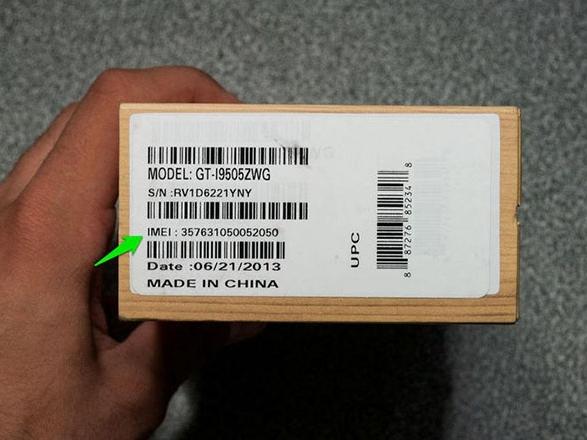 MODEL: GT-I9505ZWG
S/N :RV1D6221YNY
IMEI : 357631050052050
Date :06/21/2013
MADE IN CHINA
UPC
8 87276 85234 8